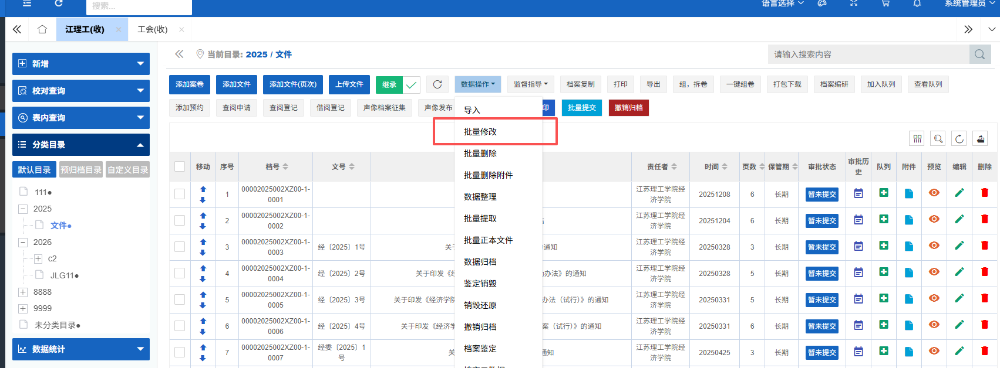 搜索...
语言选择
系统管理员
江理工(收)
工会(收)
新增
校对查询
表内查询
分类目录
默认目录 预归档目录 自定义目录
111●
2025
文件●
2026
c2
JLG11●
8888
9999
未分类目录●
数据统计
当前目录: 2025 / 文件
请输入搜索内容
添加案卷 添加文件 添加文件(页次) 上传文件 继承 数据操作 监督指导 档案复制 打印 导出 组，拆卷 一键组卷 打包下载 档案编研 加入队列 查看队列
添加预约 查阅申请 查阅登记 借阅登记 声像档案征集 声像发布 印 批量提交 撤销归档
导入
批量修改
批量删除
批量删除附件
数据整理
批量提取
批量正本文件
数据归档
鉴定销毁
销毁还原
撤销归档
档案鉴定
移动 序号 档号 文号 责任者 时间 页数 保管期 审批状态 审批历史 队列 附件 预览 编辑 删除
1 00002025002XZ00-1-0001 江苏理工学院经济学院 20251208 6 长期 暂未提交
2 00002025002XZ00-1-0002 江苏理工学院经济学院 20251204 6 长期 暂未提交
3 00002025002XZ00-1-0003 经〔2025〕1号 关于 通知 江苏理工学院经济学院 20250328 3 长期 暂未提交
4 00002025002XZ00-1-0004 经〔2025〕2号 关于印发《经 办法》的通知 江苏理工学院经济学院 20250328 5 长期 暂未提交
5 00002025002XZ00-1-0005 经〔2025〕3号 关于印发《经济学院 办法（试行）》的通知 江苏理工学院经济学院 20250331 5 长期 暂未提交
6 00002025002XZ00-1-0006 经〔2025〕4号 关于印发《经济学 案（试行）》的通知 江苏理工学院经济学院 20250331 6 长期 暂未提交
7 00002025002XZ00-1-0007 经委〔2025〕1号 关 通知 江苏理工学院经济学院 20250425 3 长期 暂未提交